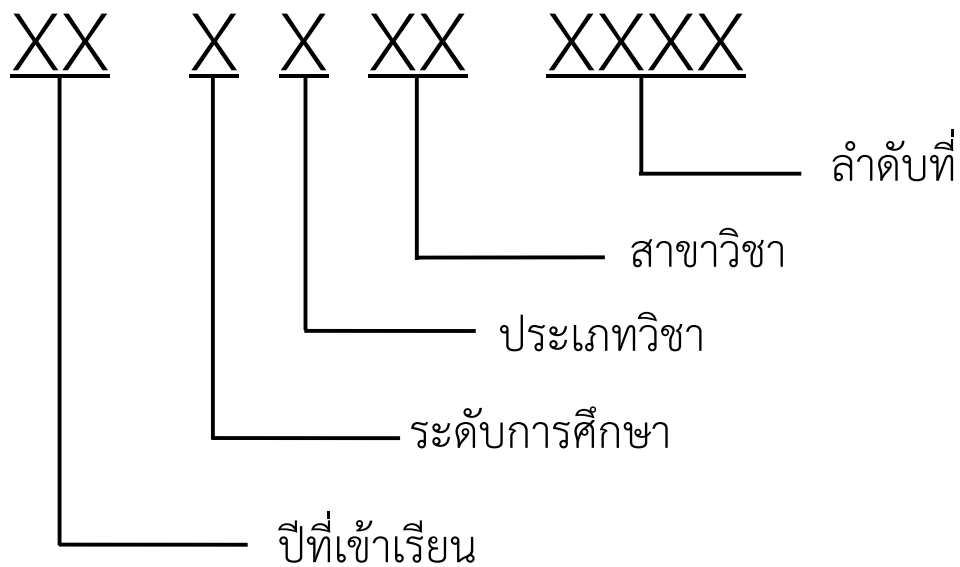 XX X X XX XXXX
ลำดับที่
สาขาวิชา
ประเภทวิชา
ระดับการศึกษา
ปีที่เข้าเรียน